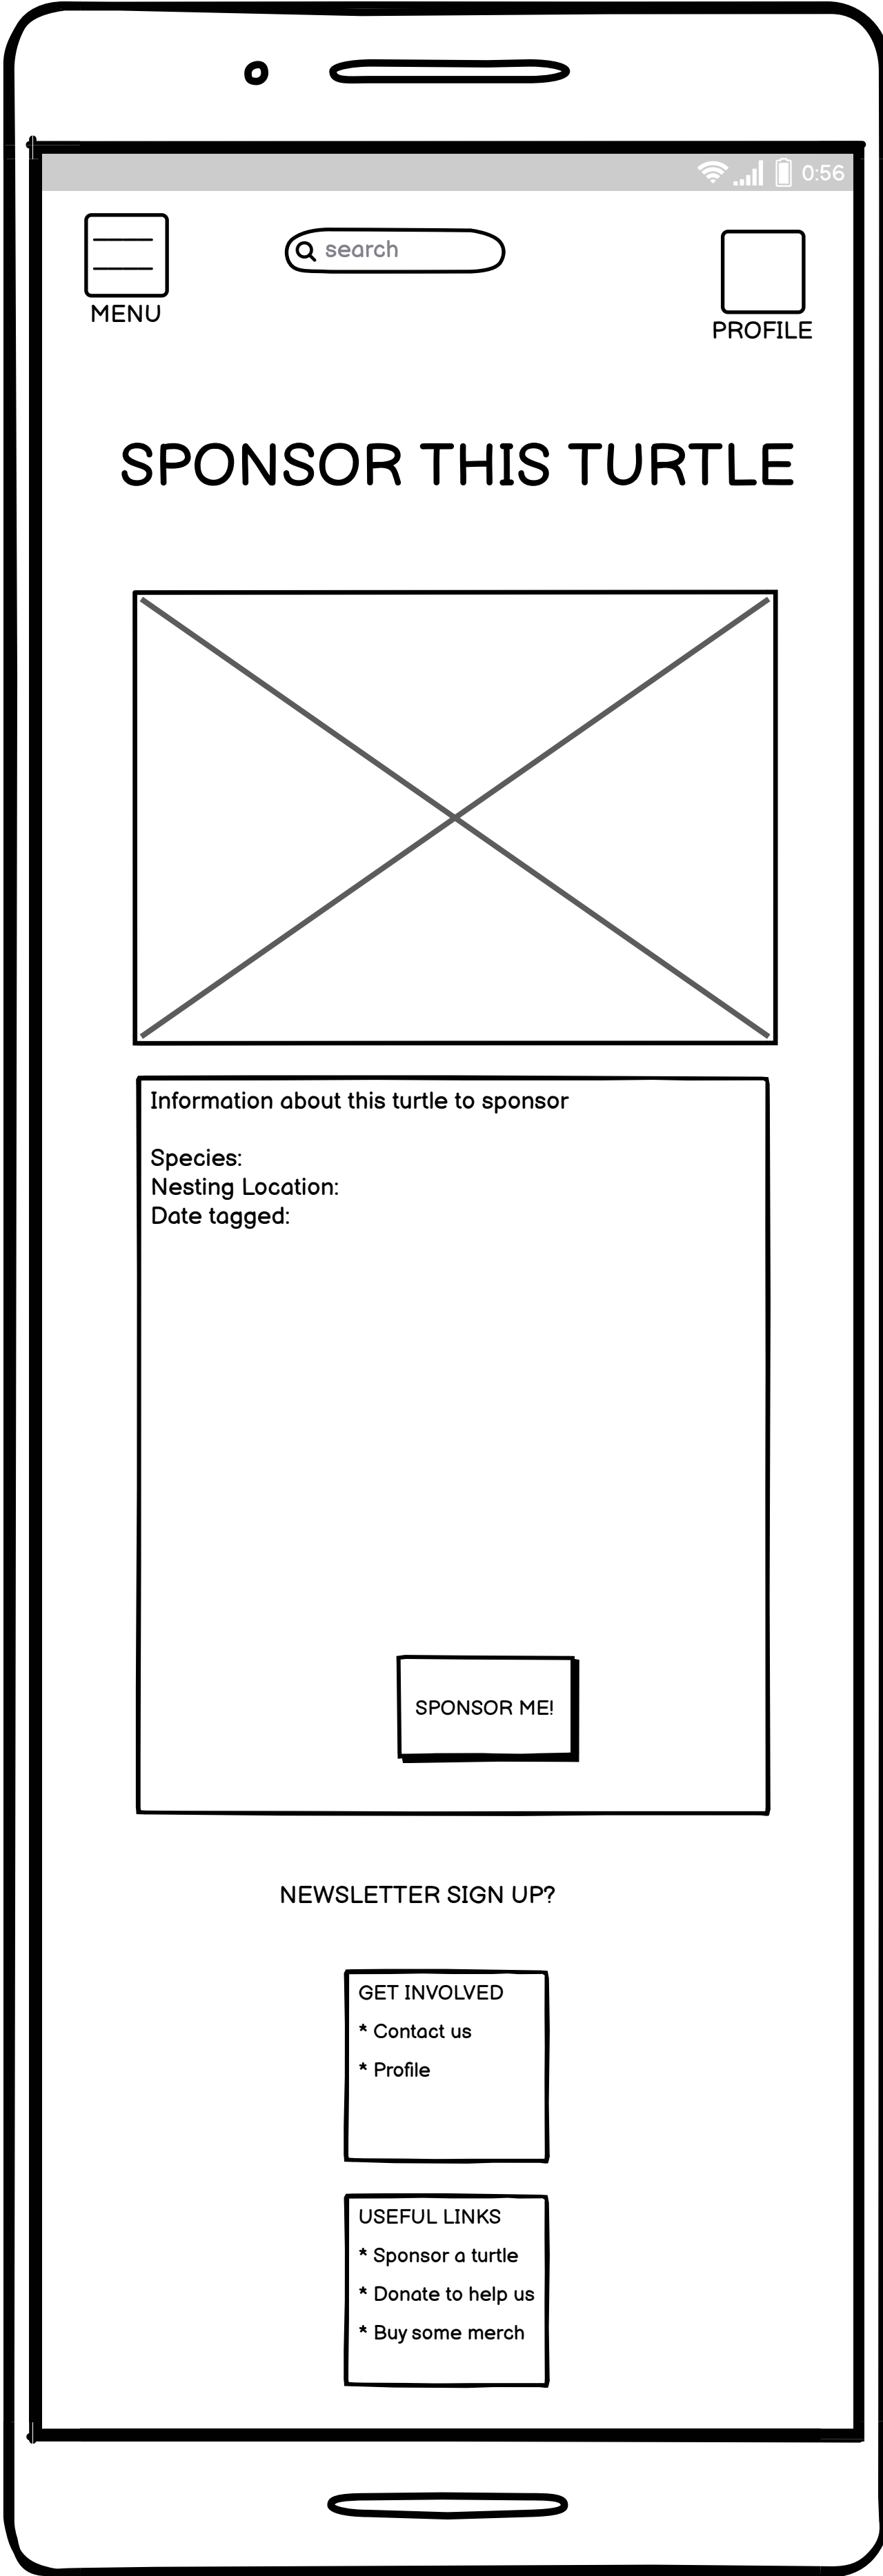 0:56
search
MENU
PROFILE
SPONSOR THIS TURTLE
Information about this turtle to sponsor
Species:
Nesting Location:
Date tagged:
SPONSOR ME!
NEWSLETTER SIGN UP?
GET INVOLVED
* Contact us
* Profile
USEFUL LINKS
* Sponsor a turtle
* Donate to help us
* Buy some merch